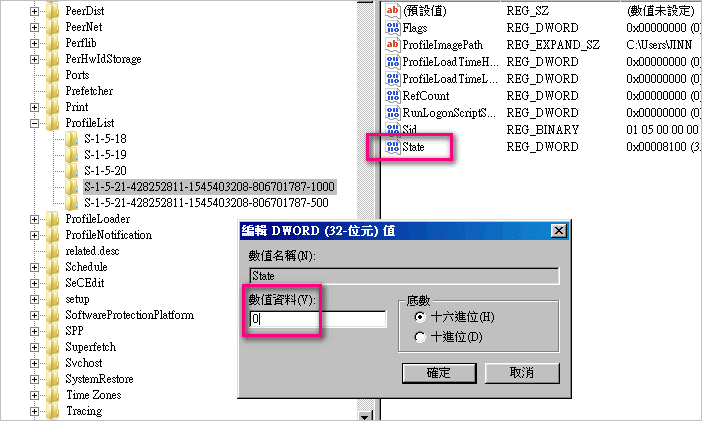 PeerDist
PeerNet
Perflib
PerHwIdStorage
Ports
Prefetcher
Print
ProfileList
S-1-5-18
S-1-5-19
S-1-5-20
S-1-5-21-428252811-1545403208-806701787-1000
S-1-5-21-428252811-1545403208-806701787-500
ProfileLoader
ProfileNotification
related.desc
Schedule
SeCEdit
setup
SoftwareProtectionPlatform
SPP
Superfetch
Svchost
SystemRestore
Time Zones
Tracing
(預設值) REG_SZ (數值未設定)
Flags REG_DWORD 0x00000000 (0)
ProfileImagePath REG_EXPAND_SZ C:\Users\JINN
ProfileLoadTimeH... REG_DWORD 0x00000000 (0)
ProfileLoadTimeL... REG_DWORD 0x00000000 (0)
RefCount REG_DWORD 0x00000000 (0)
RunLogonScriptS... REG_DWORD 0x00000000 (0)
Sid REG_BINARY 01 05 00 00 00
State REG_DWORD 0x00008100 (3
編輯 DWORD (32-位元) 值
數值名稱(N):
State
數值資料(V):
0
底數
十六進位(H)
十進位(D)
確定 取消